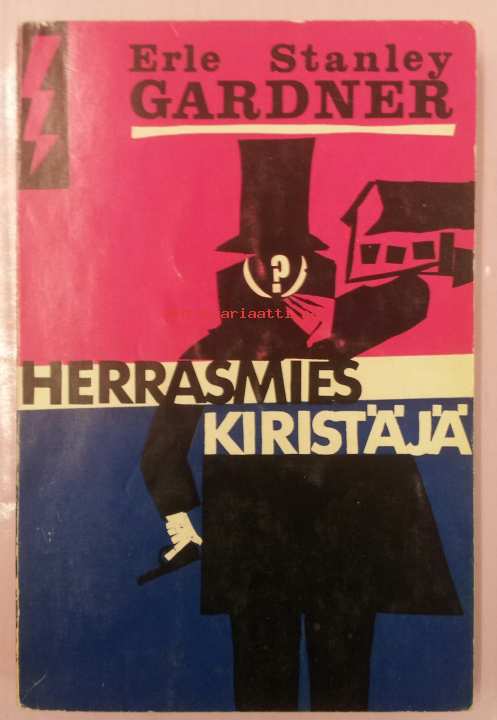 Erle Stanley
GARDNER
?
HERRASMIES
KIRISTÄJÄ